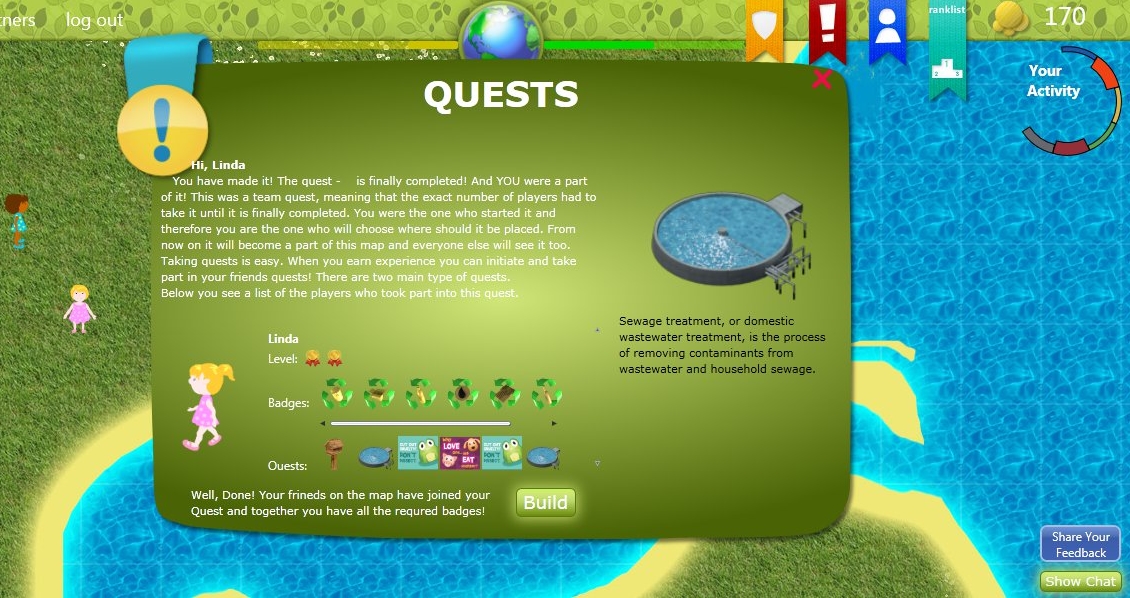 tners log out
ranklist
170
Your
Activity
QUESTS
Hi, Linda
You have made it! The quest - is finally completed! And YOU were a part
of it! This was a team quest, meaning that the exact number of players had to
take it until it is finally completed. You were the one who started it and
therefore you are the one who will choose where should it be placed. From
now on it will become a part of this map and everyone else will see it too.
Taking quests is easy. When you earn experience you can initiate and take
part in your friends quests! There are two main type of quests.
Below you see a list of the players who took part into this quest.
Sewage treatment, or domestic
wastewater treatment, is the process
of removing contaminants from
wastewater and household sewage.
Linda
Level:
Badges:
Quests:
DON'T
LOVE
EAT
DON'T
Well, Done! Your frineds on the map have joined your
Quest and together you have all the requred badges!
Build
Share Your
Feedback
Show Chat